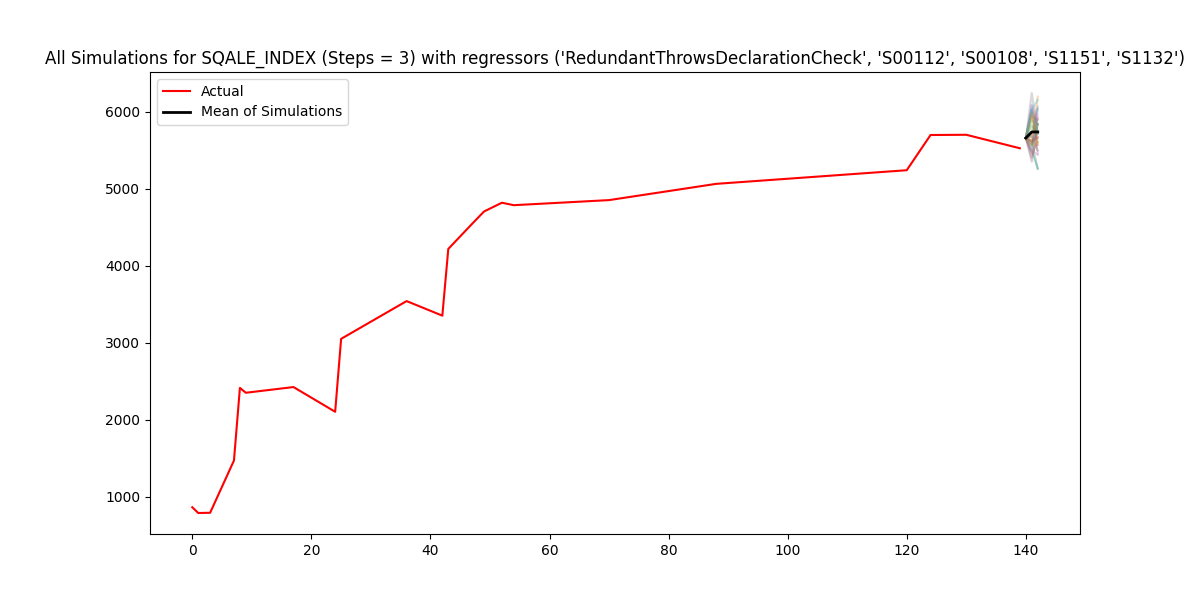 All Simulations for SQALE_INDEX (Steps = 3) with regressors ('RedundantThrowsDeclarationCheck', 'S00112', 'S00108', 'S1151', 'S1132')
Actual
Mean of Simulations
6000
5000
4000
3000
2000
1000
0 20 40 60 80 100 120 140